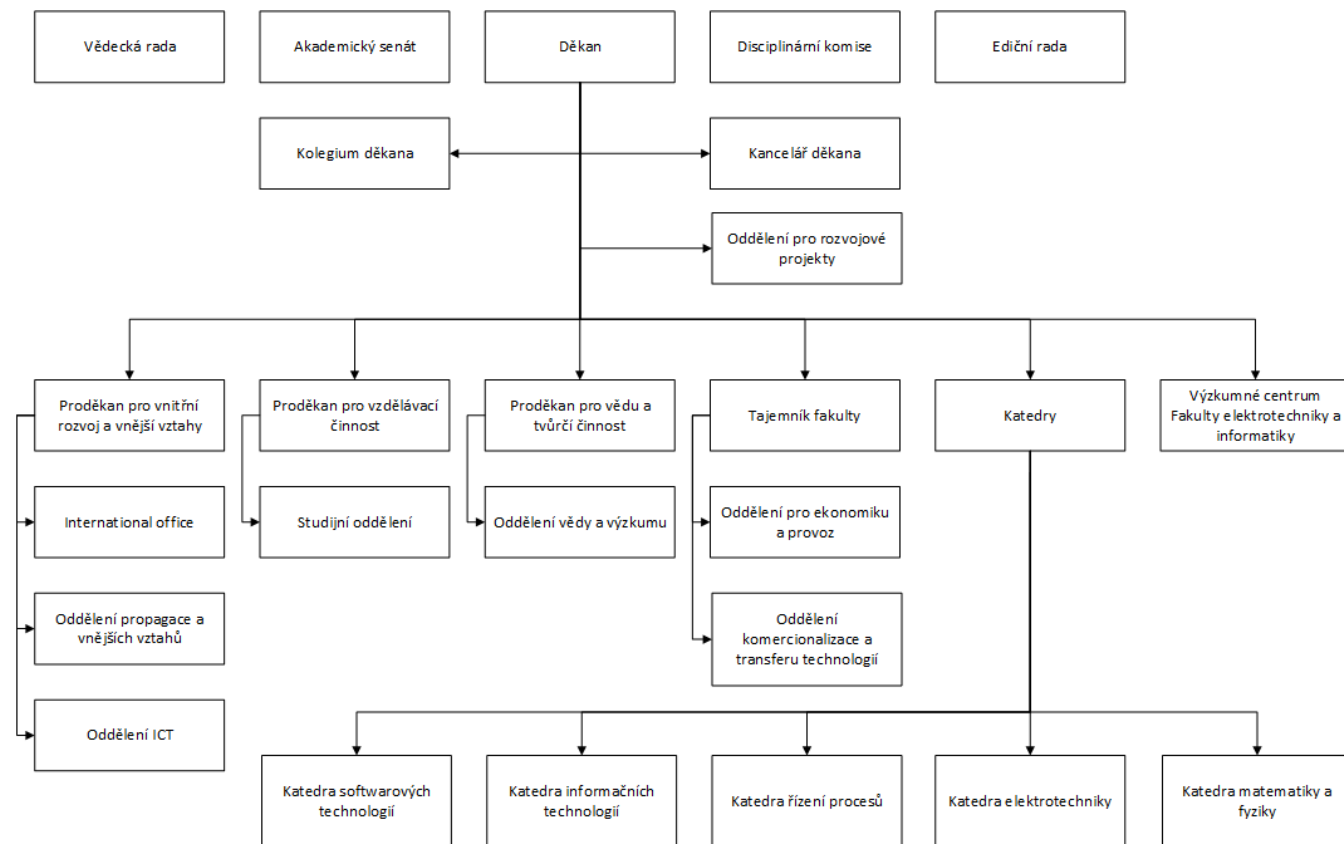 Vědecká rada
Akademický senát
Děkan
Disciplinární komise
Ediční rada
Kolegium děkana
Kancelář děkana
Oddělení pro rozvojové
projekty
Proděkan pro vnitřní
rozvoj a vnější vztahy
Proděkan pro vzdělávací
činnost
Proděkan pro vědu a
tvůrčí činnost
Tajemník fakulty
Katedry
Výzkumné centrum
Fakulty elektrotechniky a
informatiky
International office
Studijní oddělení
Oddělení vědy a výzkumu
Oddělení pro ekonomiku
a provoz
Oddělení propagace a
vnějších vztahů
Oddělení
komercionalizace a
transferu technologií
Oddělení ICT
Katedra softwarových
technologií
Katedra informačních
technologií
Katedra řízení procesů
Katedra elektrotechniky
Katedra matematiky a
fyziky